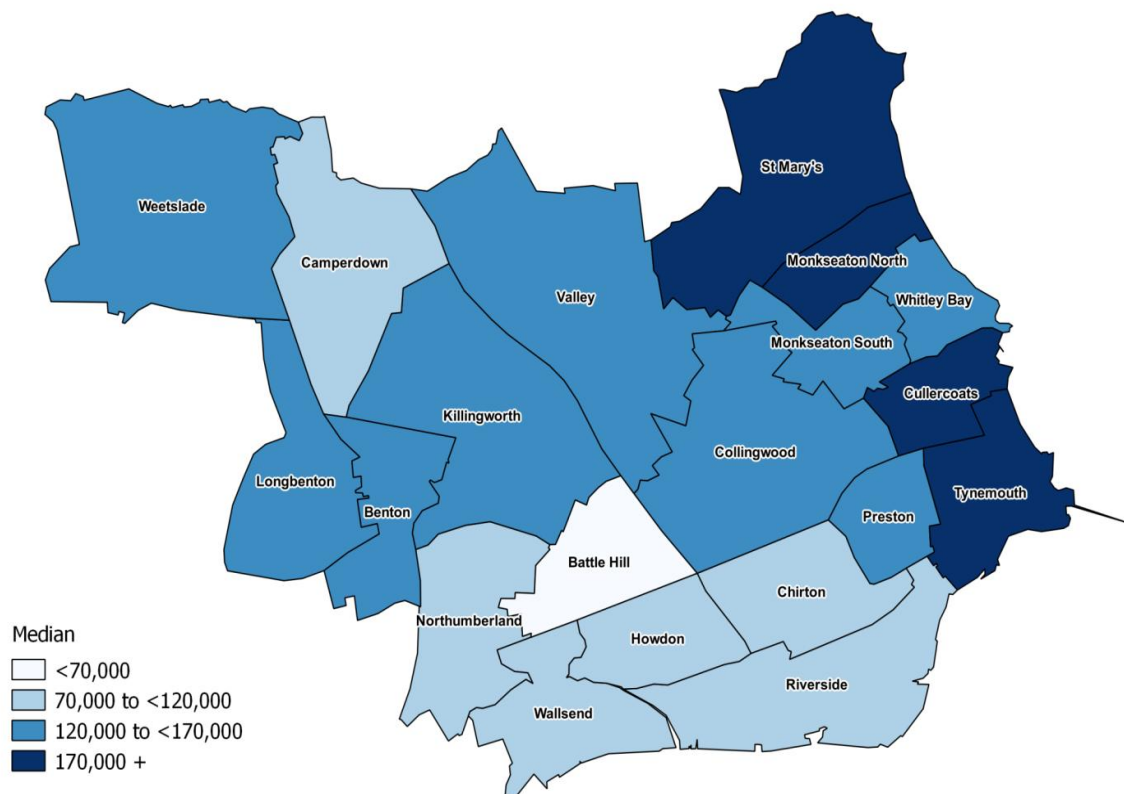 St Mary's
Weetslade
Camperdown
Monkseaton North
Valley
Whitley Bay
Monkseaton South
Cullercoats
Killingworth
Collingwood
Longbenton
Tynemouth
Benton
Preston
Battle Hill
Chirton
Northumberland
Howdon
Riverside
Wallsend
Median
<70,000
70,000 to <120,000
120,000 to <170,000
170,000 +